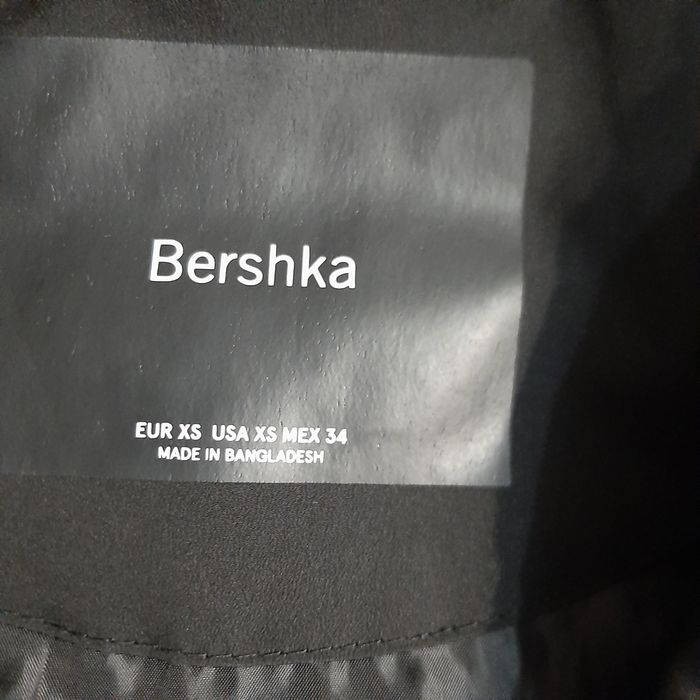 Bershka
EUR XS USA XS MEX 34
MADE IN BANGLADESH